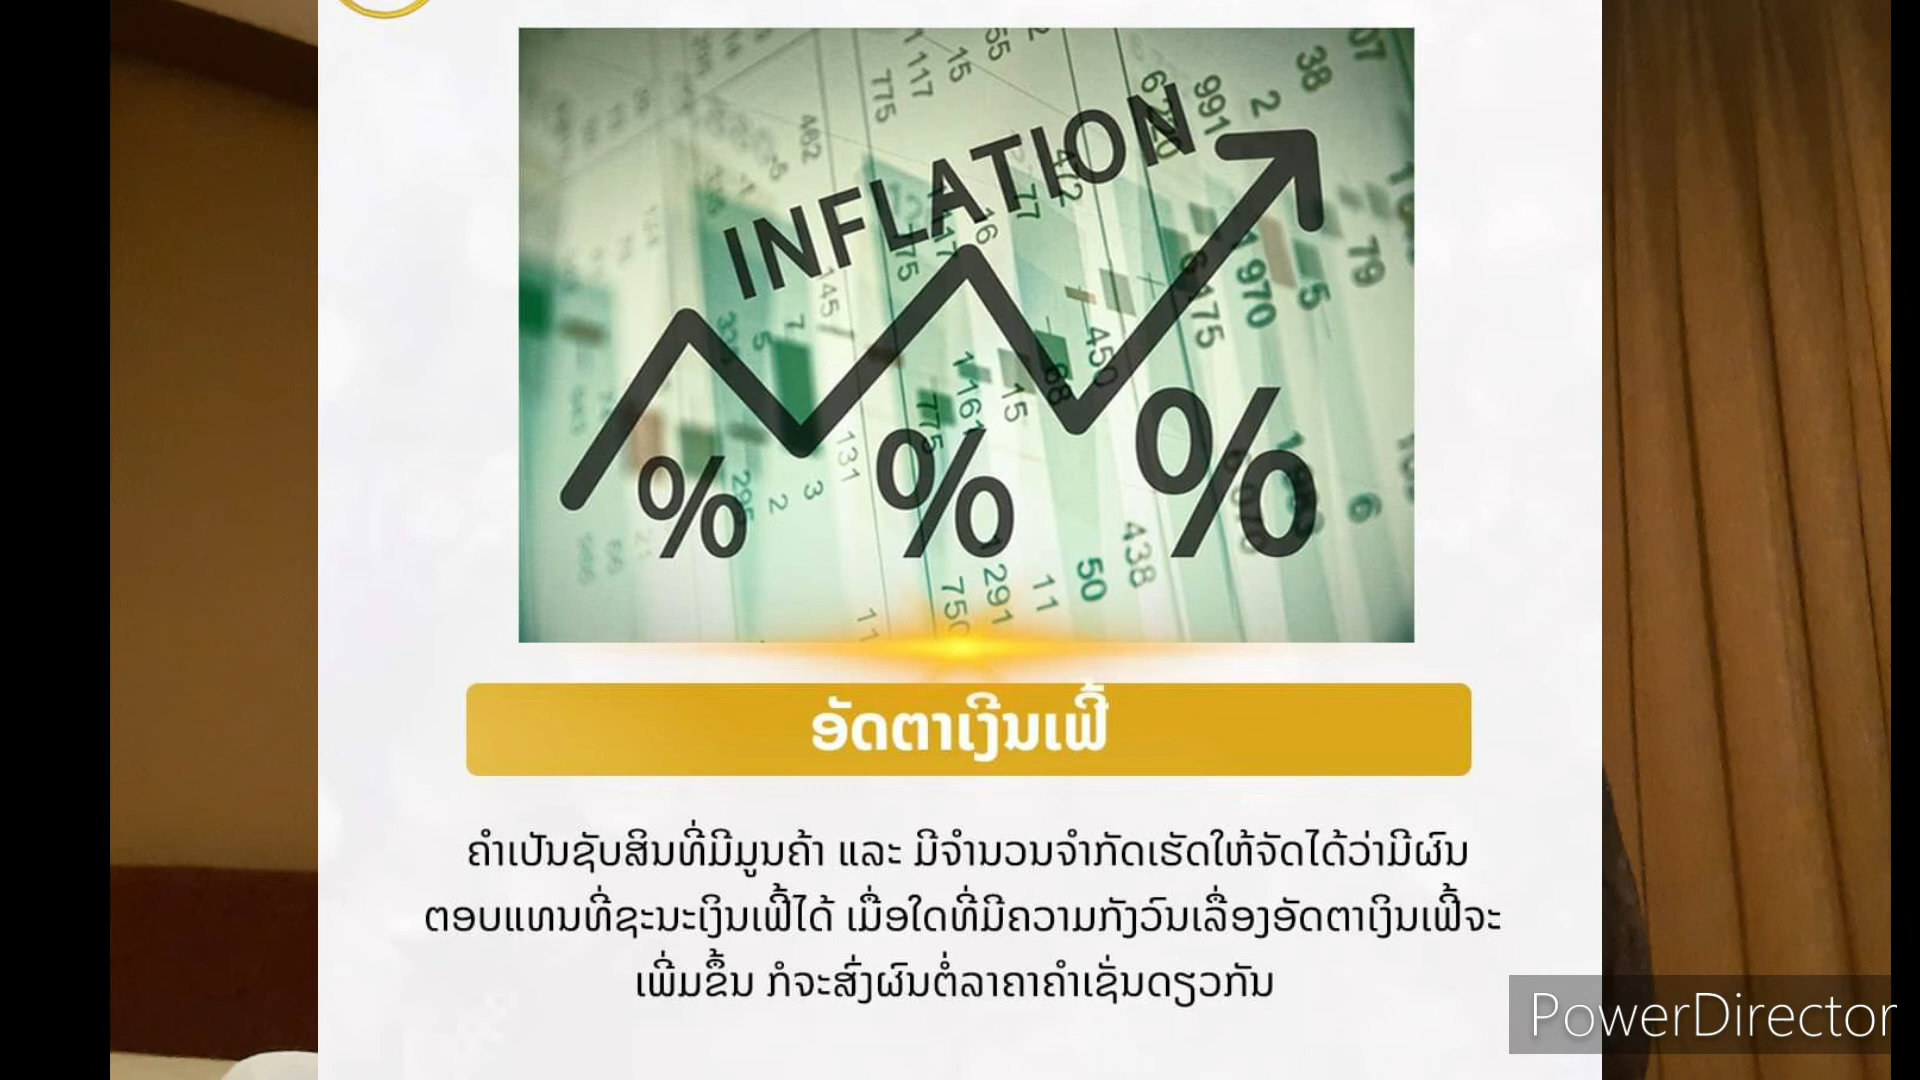 INFLATION
% % %
ອັດຕາເງີນເຟີ້
ຄຳເປັນຊັບສິນທີ່ມີມູນຄ້າ ແລະ ມີຈຳນວນຈຳກັດເຮັດໃຫ້ຈັດໄດ້ວ່າມີຜົນ
ຕອບແທນທີ່ຊະນະເງິນເຟີ້ໄດ້ ເມື່ອໃດທີ່ມີຄວາມກັງວົນເລື່ອງອັດຕາເງິນເຟີ້ຈະ
ເພີ່ມຂຶ້ນ ກໍຈະສົ່ງຜົນຕໍ່ລາຄາຄຳເຊັ່ນດຽວກັນ
PowerDirector